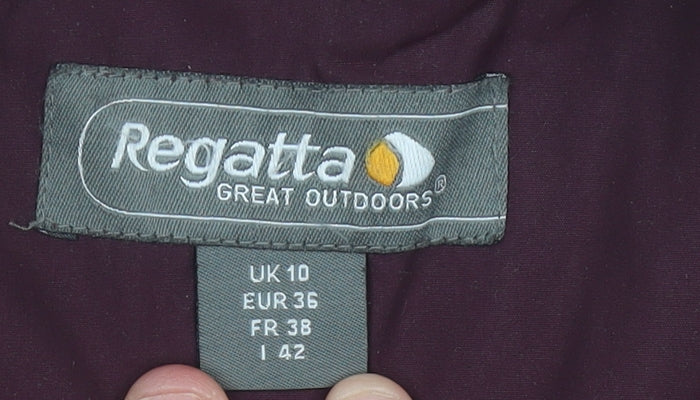 Regatta
GREAT OUTDOORS®
UK 10
EUR 36
FR 38
I 42